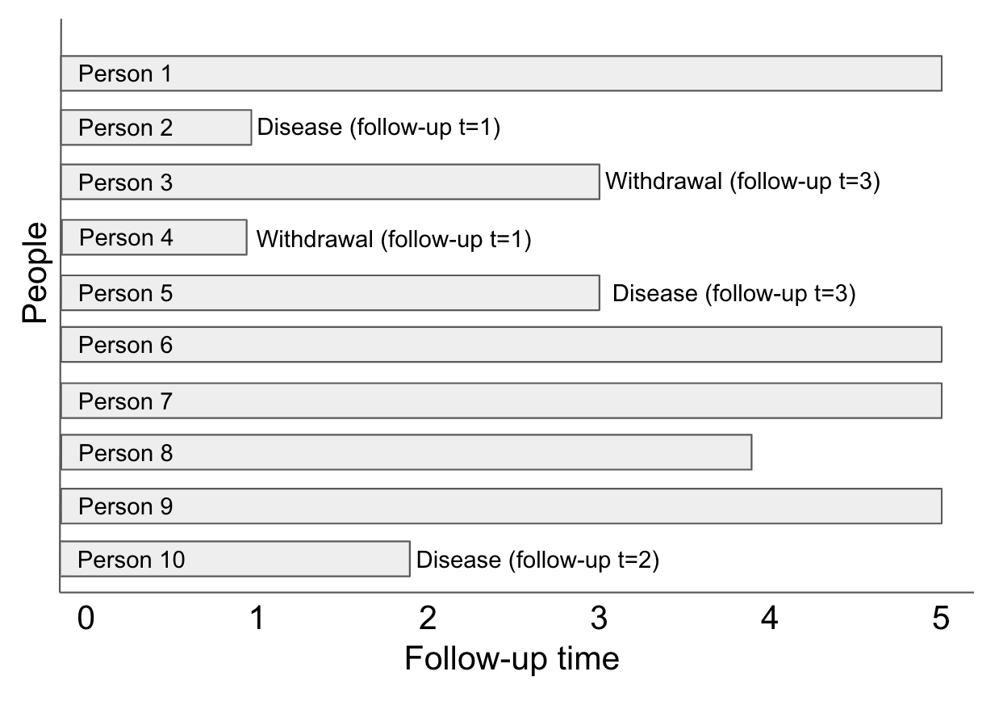 Person 1
Person 2 Disease (follow-up t=1)
Person 3 Withdrawal (follow-up t=3)
Person 4 Withdrawal (follow-up t=1)
Person 5 Disease (follow-up t=3)
Person 6
Person 7
Person 8
Person 9
Person 10 Disease (follow-up t=2)
People
0 1 2 3 4 5
Follow-up time